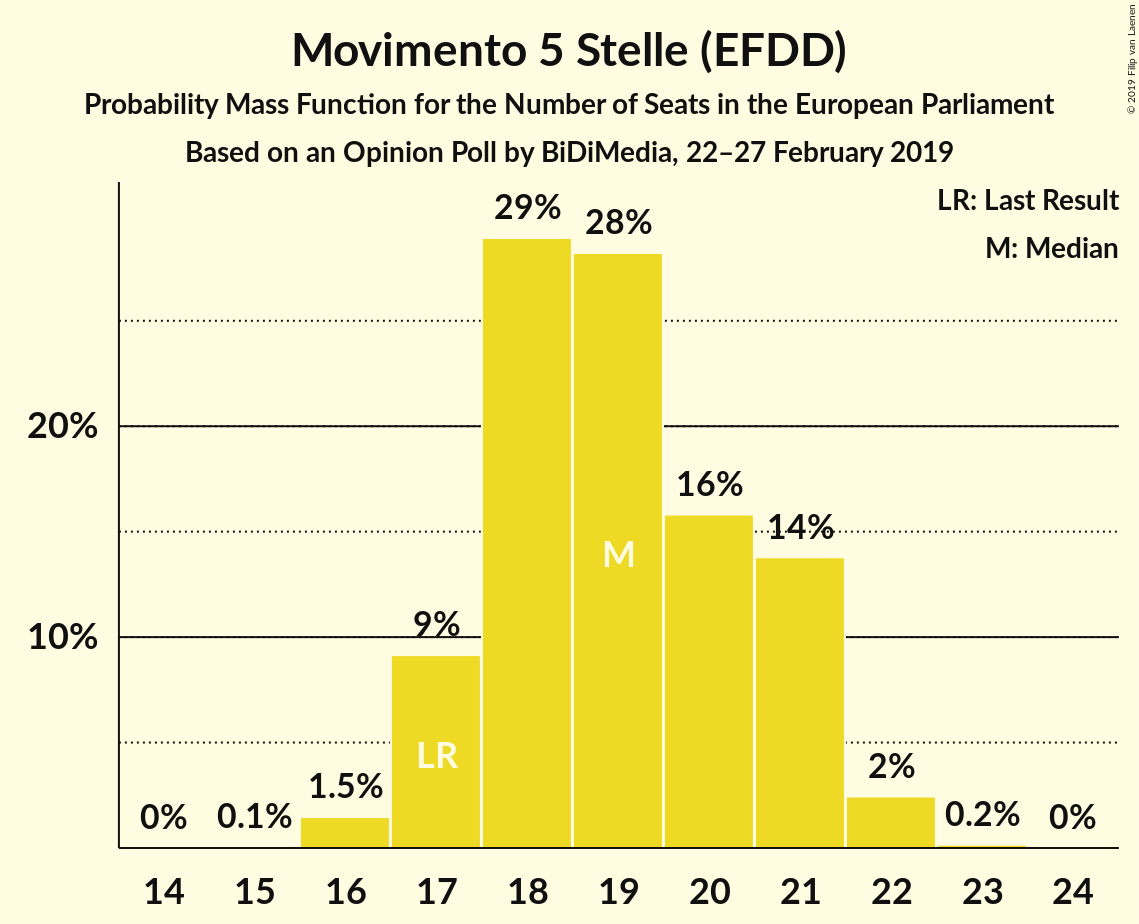 Movimento 5 Stelle (EFDD)
Probability Mass Function for the Number of Seats in the European Parliament
Based on an Opinion Poll by BiDiMedia, 22–27 February 2019
© 2019 Filip van Laenen
LR: Last Result
M: Median
20%
10%
0%
0.1%
1.5%
9%
29%
28%
16%
14%
2%
0.2%
0%
LR
M
14 15 16 17 18 19 20 21 22 23 24